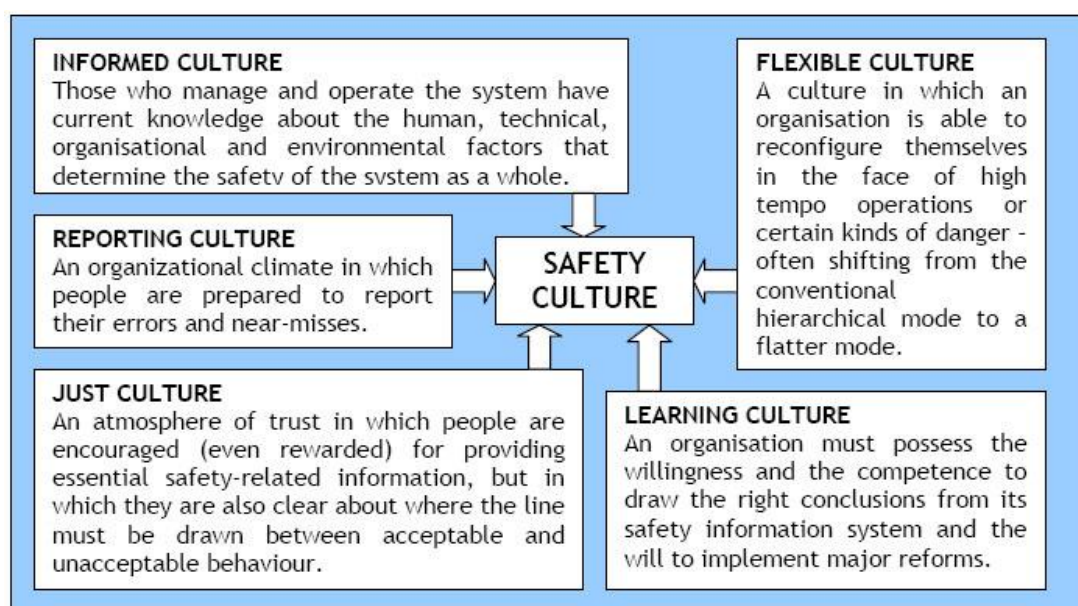 INFORMED CULTURE
Those who manage and operate the system have
current knowledge about the human, technical,
organisational and environmental factors that
determine the safety of the system as a whole.
REPORTING CULTURE
An organizational climate in which
people are prepared to report
their errors and near-misses.
JUST CULTURE
An atmosphere of trust in which people are
encouraged (even rewarded) for providing
essential safety-related information, but in
which they are also clear about where the line
must be drawn between acceptable and
unacceptable behaviour.
SAFETY
CULTURE
FLEXIBLE CULTURE
A culture in which an
organisation is able to
reconfigure themselves
in the face of high
tempo operations or
certain kinds of danger -
often shifting from the
conventional
hierarchical mode to a
flatter mode.
LEARNING CULTURE
An organisation must possess the
willingness and the competence to
draw the right conclusions from its
safety information system and the
will to implement major reforms.